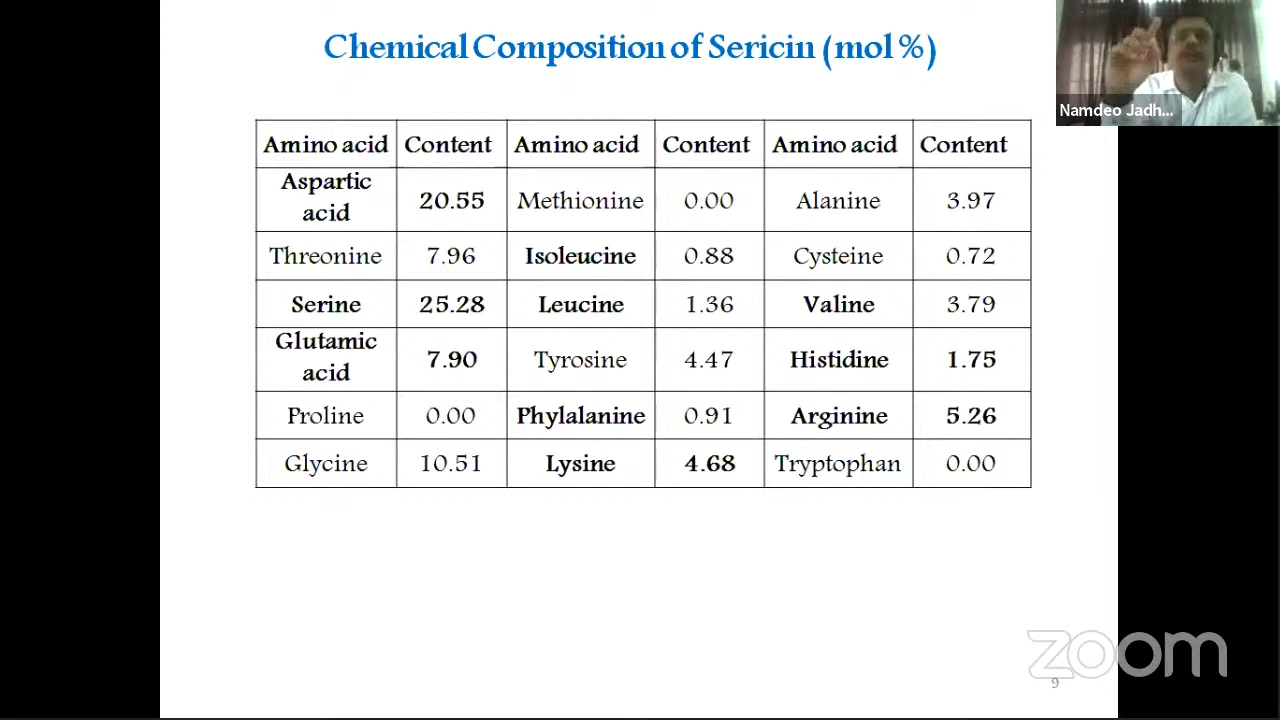 Chemical Composition of Sericin (mol %)
Namdeo Jadh...
Amino acid Content Amino acid Content Amino acid Content
Aspartic
acid 20.55 Methionine 0.00 Alanine 3.97
Threonine 7.96 Isoleucine 0.88 Cysteine 0.72
Serine 25.28 Leucine 1.36 Valine 3.79
Glutamic
acid 7.90 Tyrosine 4.47 Histidine 1.75
Proline 0.00 Phylalanine 0.91 Arginine 5.26
Glycine 10.51 Lysine 4.68 Tryptophan 0.00
zoom
9